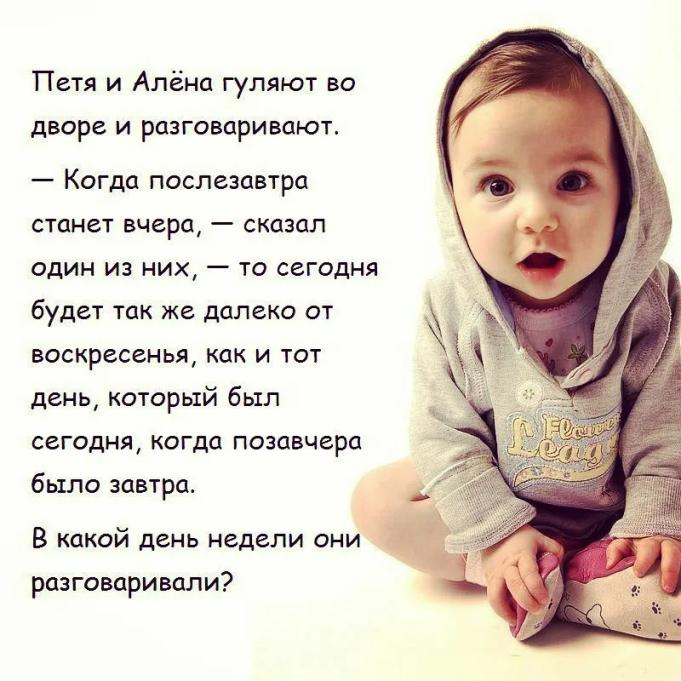 Петя и Алёна гуляют во
дворе и разговаривают.
— Когда послезавтра
станет вчера, — сказал
один из них, — то сегодня
будет так же далеко от
воскресенья, как и тот
день, который был
сегодня, когда позавчера
было завтра.
В какой день недели они
разговаривали?
Flower
League